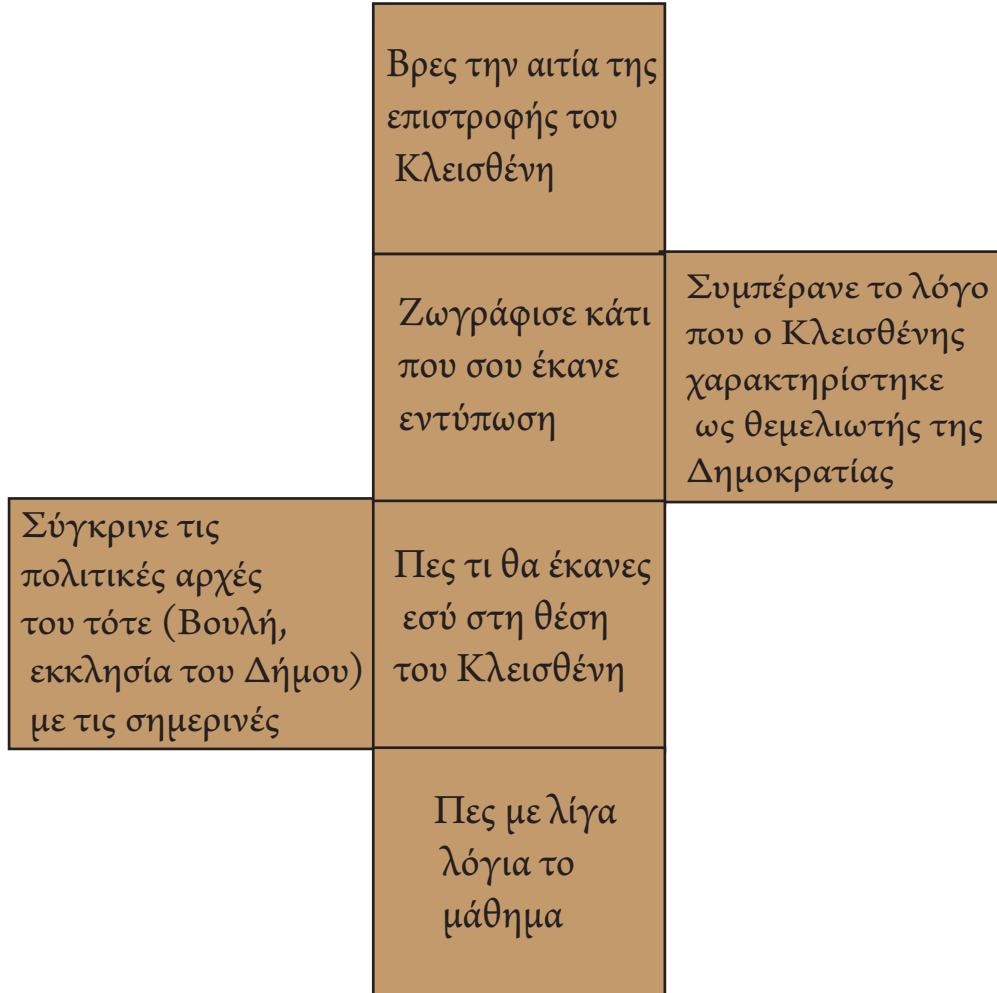 Βρες την αιτία της
επιστροφής του
Κλεισθένη
Ζωγράφισε κάτι
που σου έκανε
εντύπωση
Συμπέρανε το λόγο
που ο Κλεισθένης
χαρακτηρίστηκε
ως θεμελιωτής της
Δημοκρατίας
Σύγκρινε τις
πολιτικές αρχές
του τότε (Βουλή,
εκκλησία του Δήμου)
με τις σημερινές
Πες τι θα έκανες
εσύ στη θέση
του Κλεισθένη
Πες με λίγα
λόγια το
μάθημα